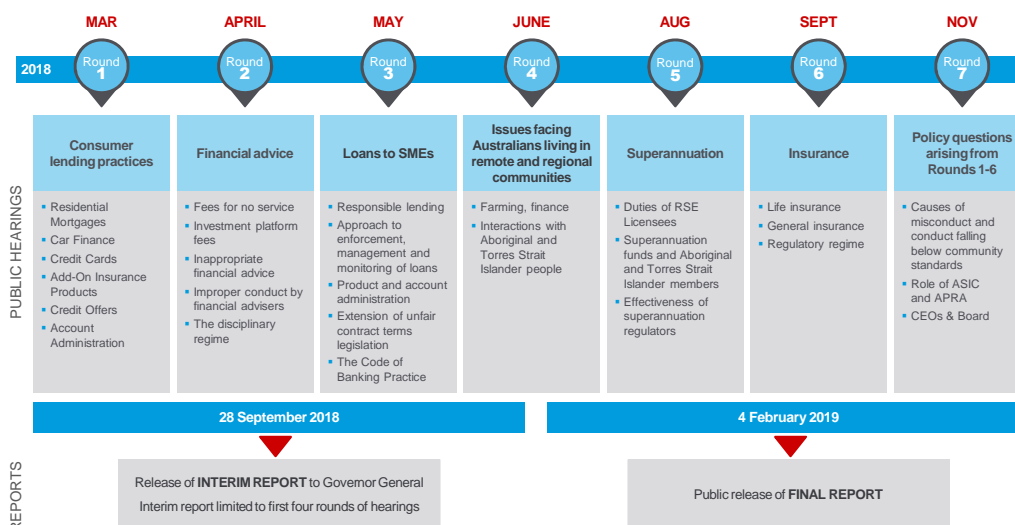 MAR
APRIL
MAY
JUNE
AUG
SEPT
NOV
2018
Round
1
Round
2
Round
3
Round
4
Round
5
Round
6
Round
7
PUBLIC HEARINGS
Consumer
lending practices
▪ Residential
Mortgages
▪ Car Finance
▪ Credit Cards
▪ Add-On Insurance
Products
▪ Credit Offers
▪ Account
Administration
Financial advice
▪ Fees for no service
▪ Investment platform
fees
▪ Inappropriate
financial advice
▪ Improper conduct by
financial advisers
▪ The disciplinary
regime
Loans to SMEs
▪ Responsible lending
▪ Approach to
enforcement,
management and
monitoring of loans
▪ Product and account
administration
▪ Extension of unfair
contract terms
legislation
▪ The Code of
Banking Practice
Issues facing
Australians living in
remote and regional
communities
▪ Farming, finance
▪ Interactions with
Aboriginal and
Torres Strait
Islander people
Superannuation
▪ Duties of RSE
Licensees
▪ Superannuation
funds and Aboriginal
and Torres Strait
Islander members
▪ Effectiveness of
superannuation
regulators
Insurance
▪ Life insurance
▪ General insurance
▪ Regulatory regime
Policy questions
arising from
Rounds 1-6
▪ Causes of
misconduct and
conduct falling
below community
standards
▪ Role of ASIC
and APRA
▪ CEOs & Board
28 September 2018
4 February 2019
REPORTS
Release of INTERIM REPORT to Governor General
Interim report limited to first four rounds of hearings
Public release of FINAL REPORT